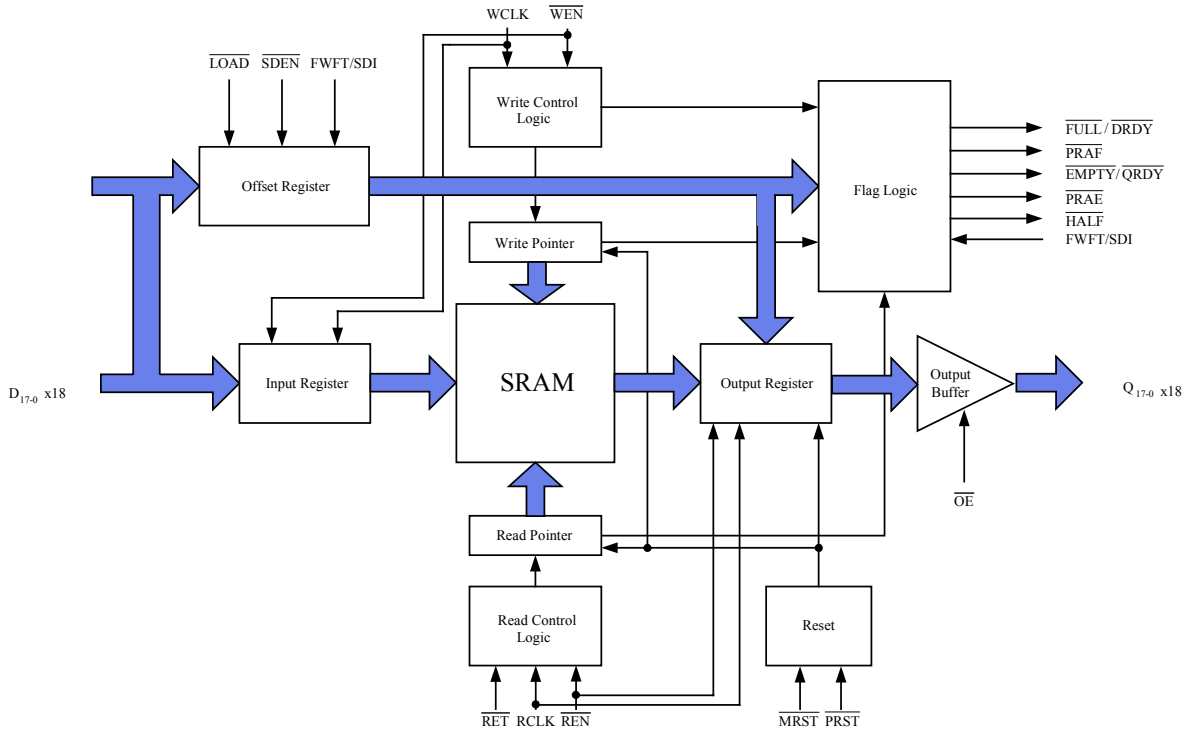 WCLK
WEN
LOAD
SDEN
FWFT/SDI
Write Control
Logic
FULL / DRDY
PRAF
EMPTY/ QRDY
PRAE
HALF
FWFT/SDI
Offset Register
Flag Logic
Write Pointer
D17-0 x18
Input Register
SRAM
Output Register
Output
Buffer
Q17-0 x18
OE
Read Pointer
Read Control
Logic
Reset
RET
RCLK
REN
MRST
PRST